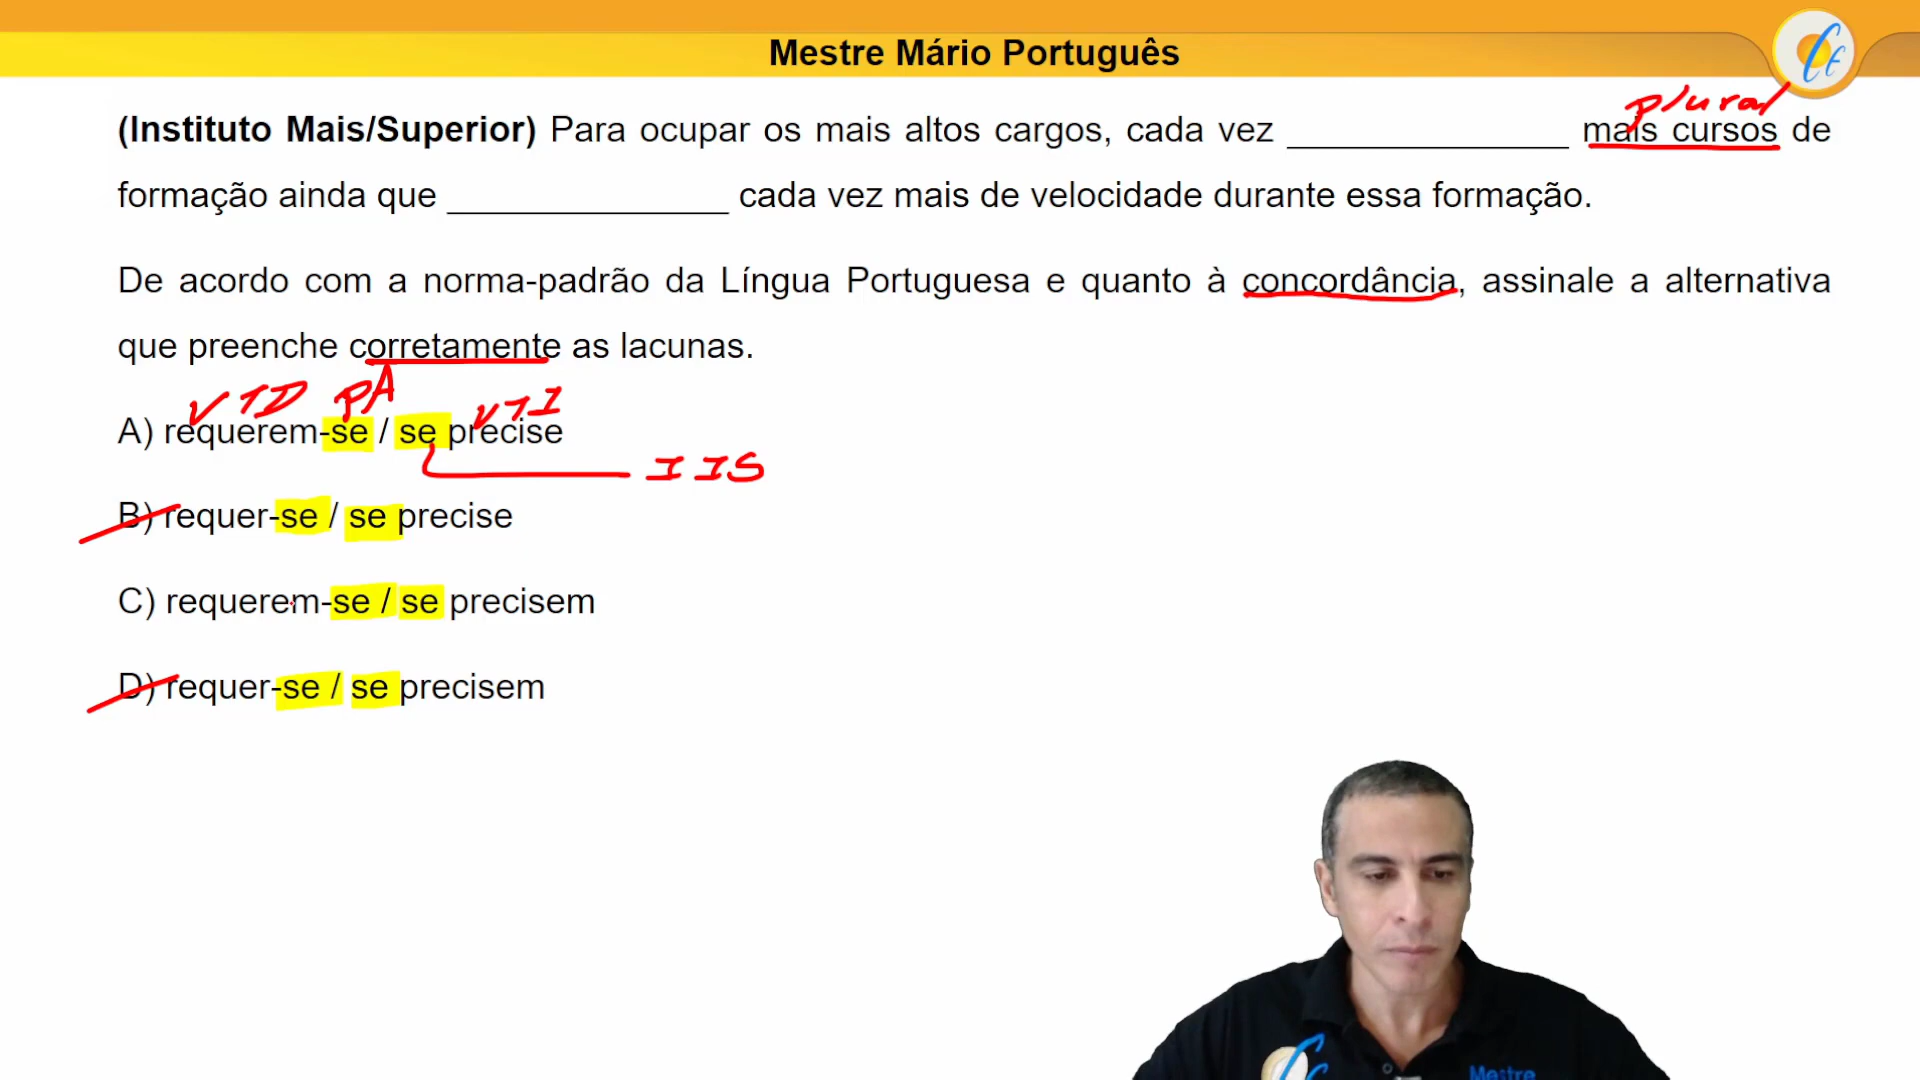 Mestre Mário Português
plural
(Instituto Mais/Superior) Para ocupar os mais altos cargos, cada vez ______________ mais cursos de
formação ainda que ______________ cada vez mais de velocidade durante essa formação.
De acordo com a norma-padrão da Língua Portuguesa e quanto à concordância, assinale a alternativa
que preenche corretamente as lacunas.
VTD PA VTI
A) requerem-se / se precise
IIS
B) requer-se / se precise
C) requerem-se / se precisem
D) requer-se / se precisem
Mestre